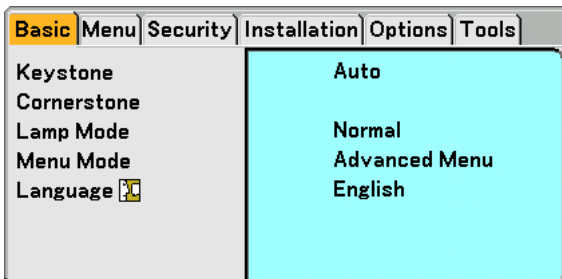 Basic Menu Security Installation Options Tools
Keystone Auto
Cornerstone
Lamp Mode Normal
Menu Mode Advanced Menu
Language English